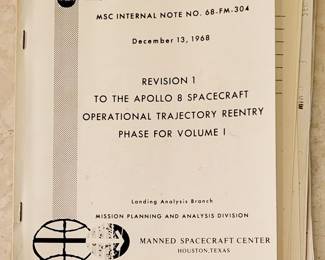 MSC INTERNAL NOTE NO. 68-FM-304
December 13, 1968
REVISION 1
TO THE APOLLO 8 SPACECRAFT
OPERATIONAL TRAJECTORY REENTRY
PHASE FOR VOLUME I
Landing Analysis Branch
MISSION PLANNING AND ANALYSIS DIVISION
MANNED SPACECRAFT CENTER
HOUSTON, TEXAS